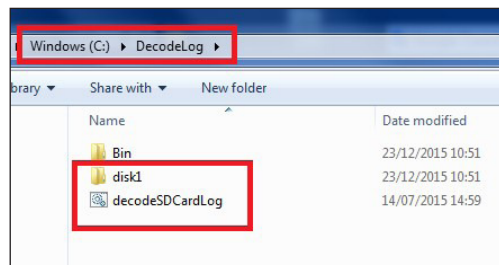 Windows (C:) ▸ DecodeLog ▸
brary ▾ Share with ▾ New folder
Name Date modified
Bin 23/12/2015 10:51
disk1 23/12/2015 10:51
decodeSDCardLog 14/07/2015 14:59